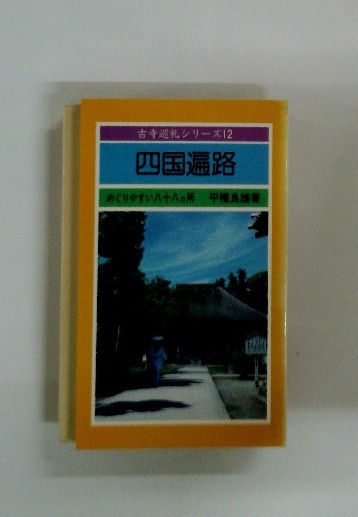 古寺巡礼シリーズ12
四国遍路
めぐりやすい八十八ヵ所 平幡良雄著